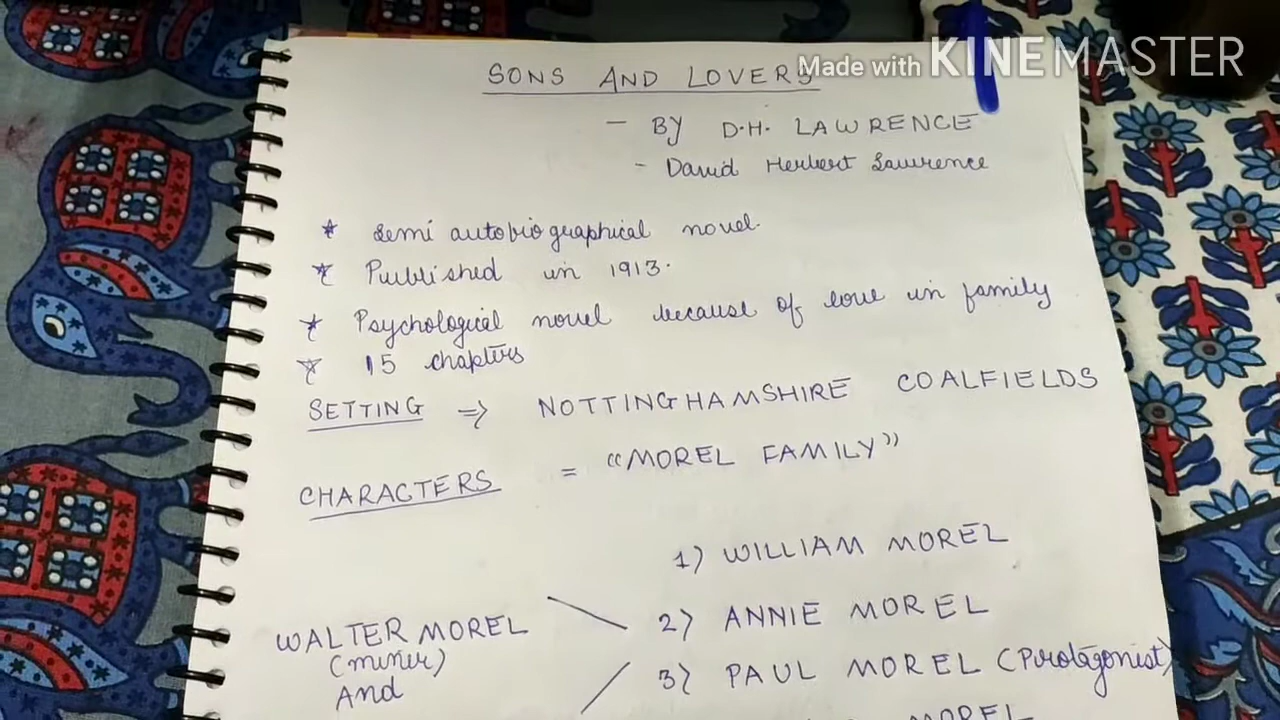 Made with KINEMASTER
SONS AND LOVERS
- BY D.H. LAWRENCE
- David Herbert Lawrence
* Semi autobiographical novel.
* Published in 1913.
* Psychological novel because of love in family
* 15 chapters
SETTING ⇒ NOTTINGHAMSHIRE COALFIELDS
CHARACTERS = "MOREL FAMILY"
1) WILLIAM MOREL
2) ANNIE MOREL
WALTER MOREL
(miner)
And
3) PAUL MOREL (Protagonist)
MOREL